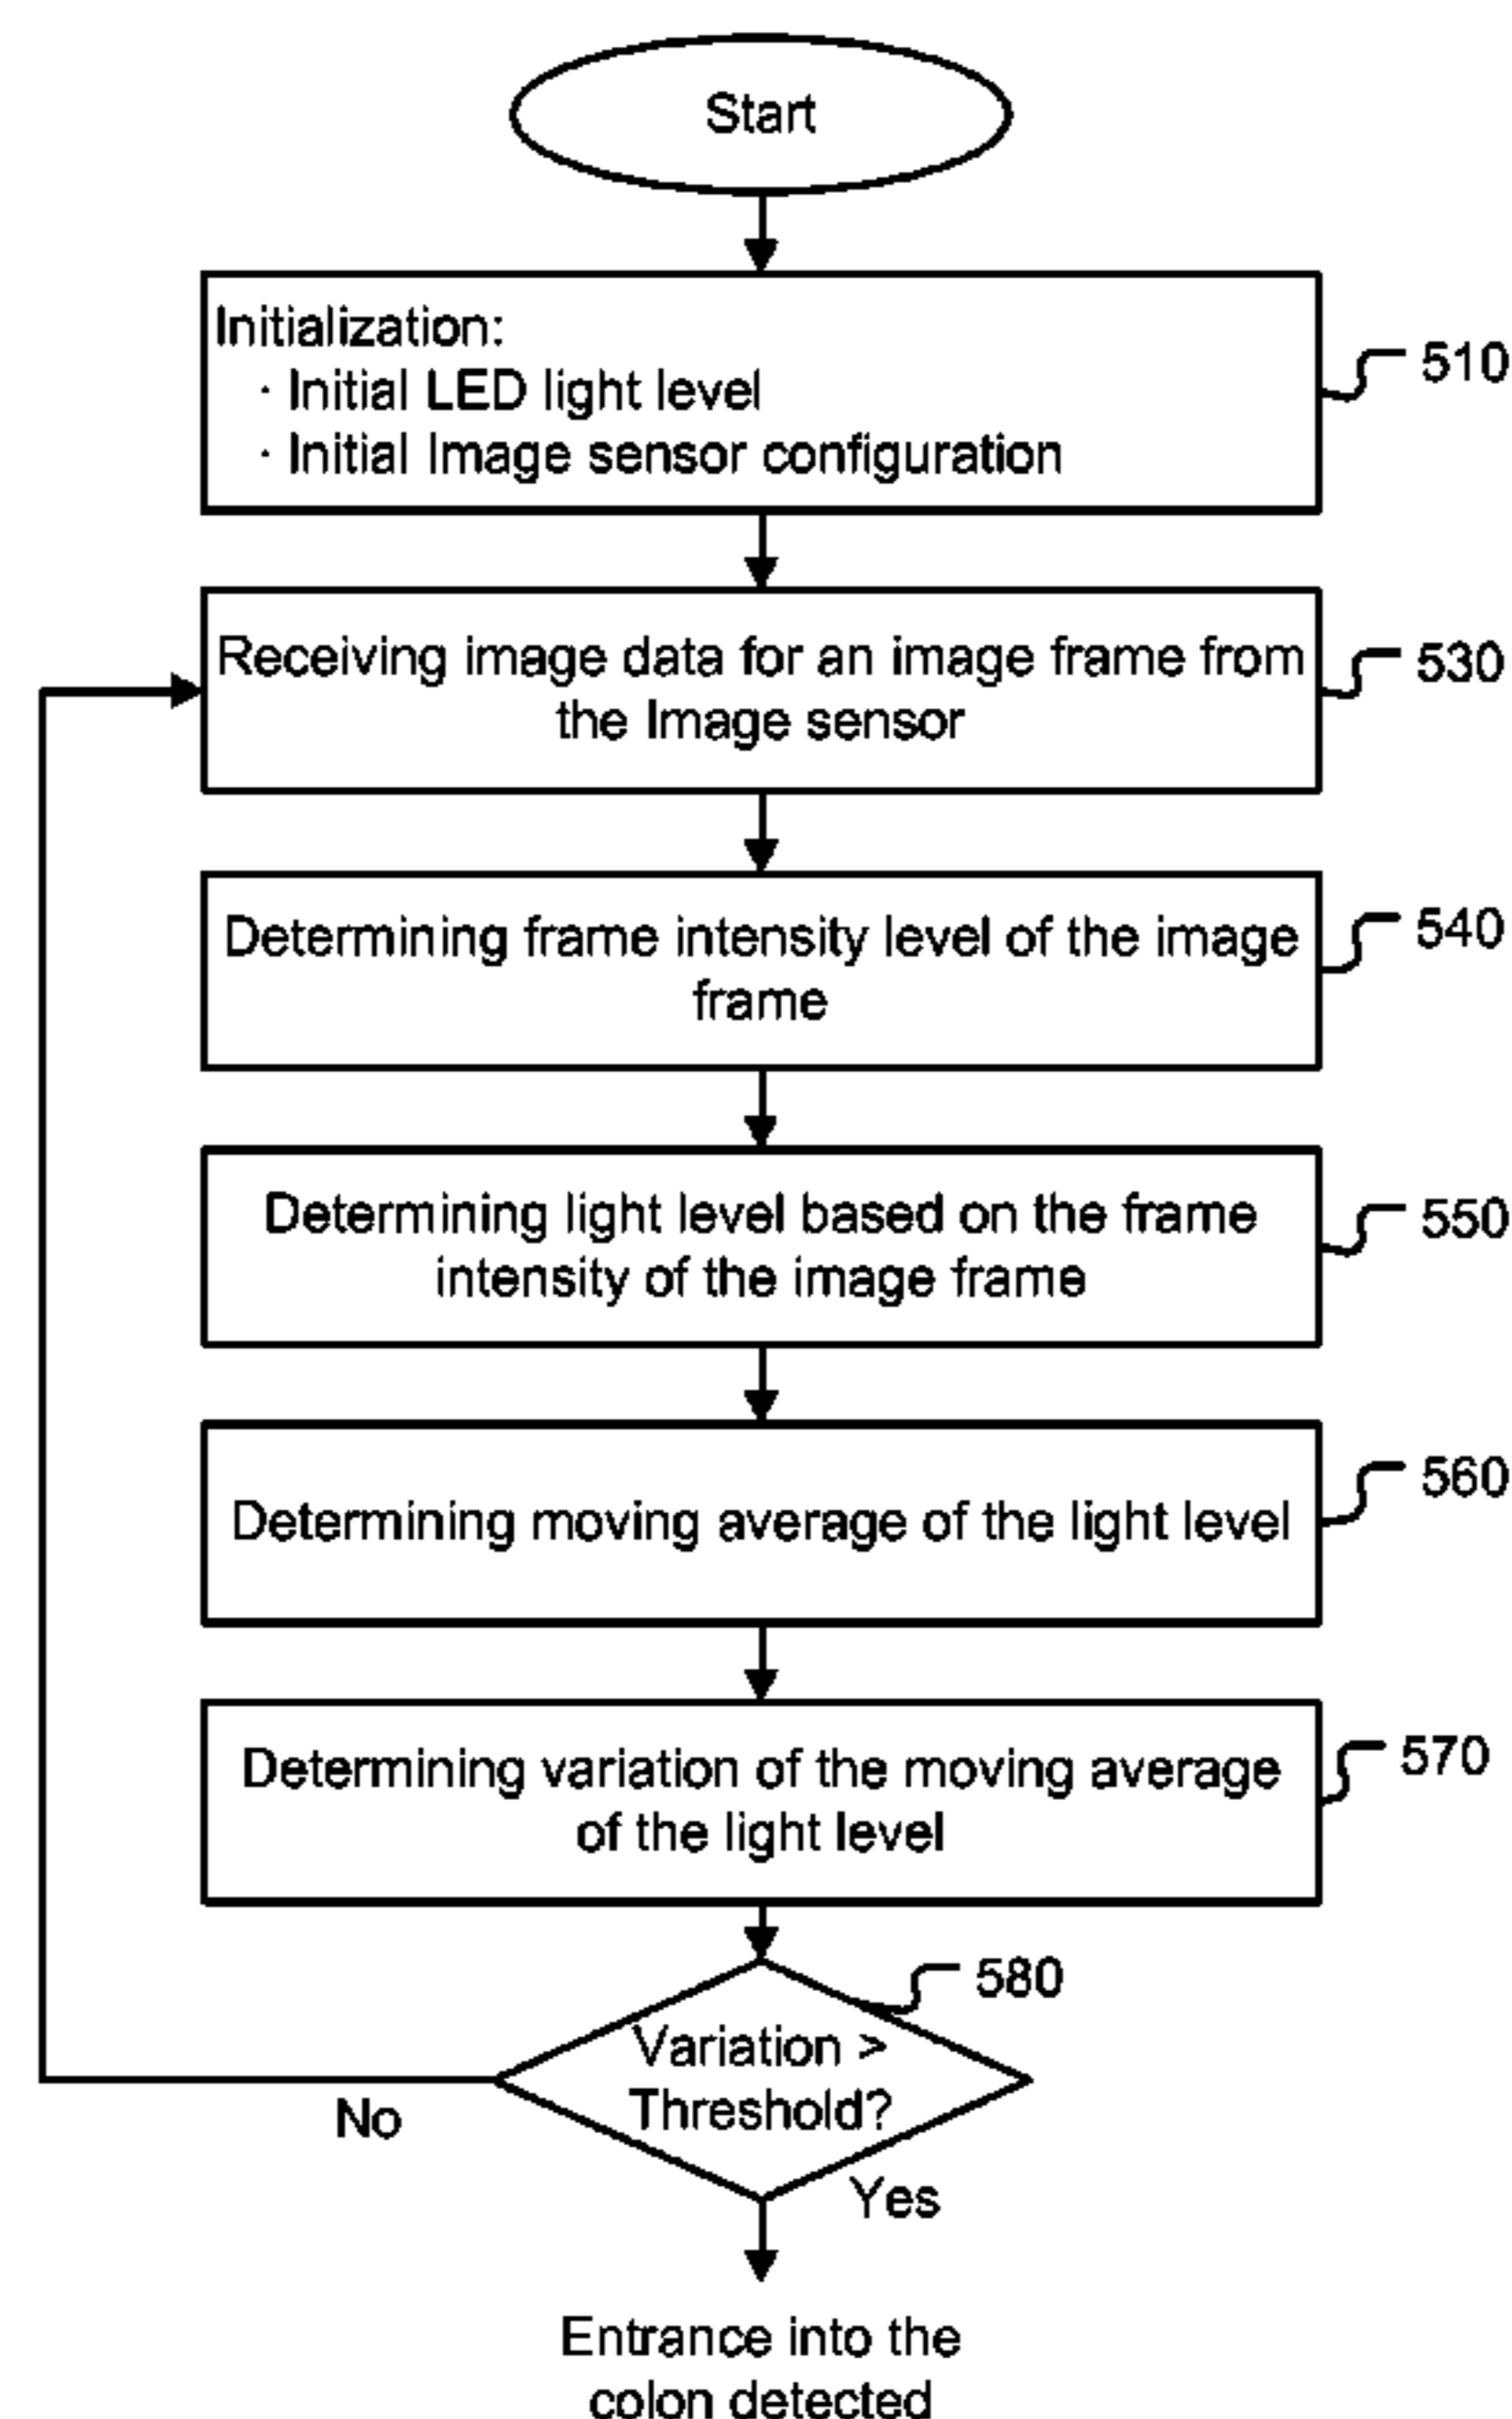 Start
Initialization:
· Initial LED light level
· Initial Image sensor configuration
510
Receiving image data for an image frame from
the Image sensor
530
Determining frame intensity level of the image
frame
540
Determining light level based on the frame
intensity of the image frame
550
Determining moving average of the light level
560
Determining variation of the moving average
of the light level
570
580
Variation >
Threshold?
No
Yes
Entrance into the
colon detected